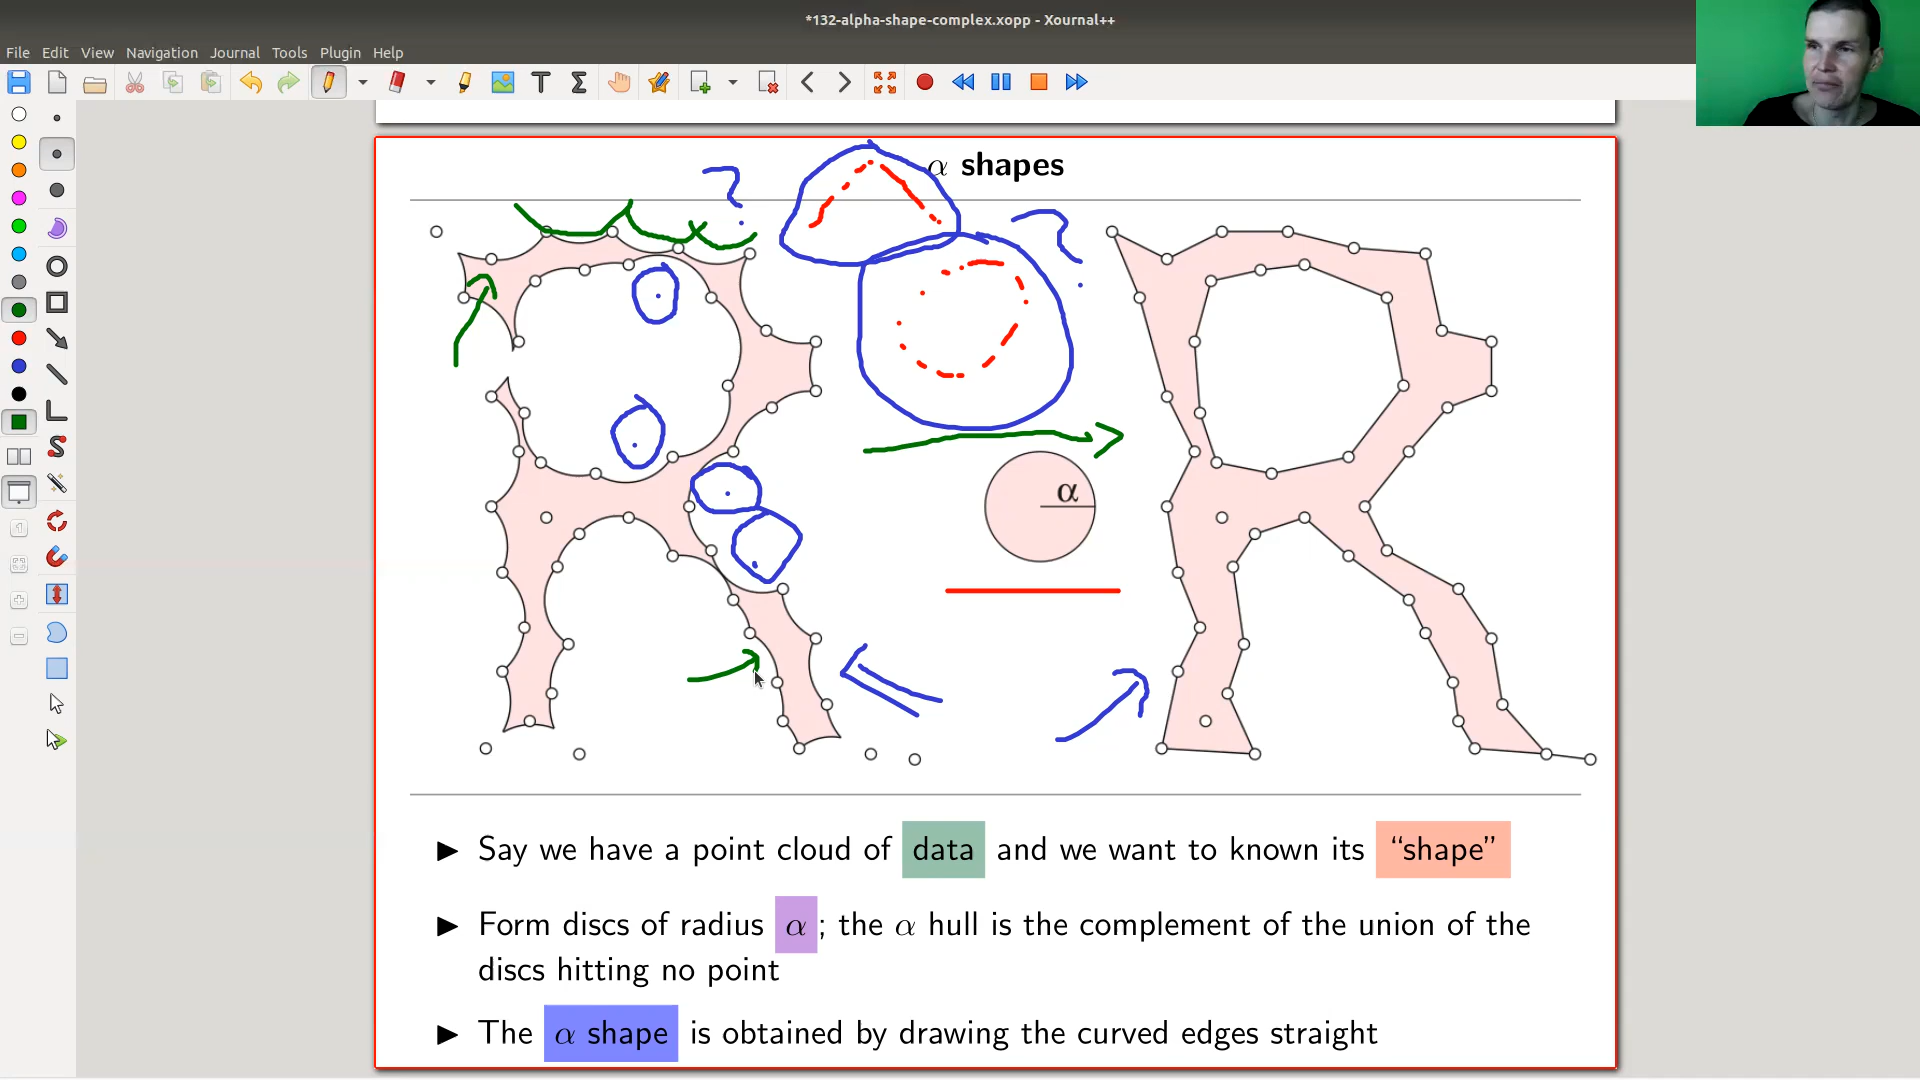 *132-alpha-shape-complex.xopp - Xournal++
File Edit View Navigation Journal Tools Plugin Help
α shapes
? ?
α
▶ Say we have a point cloud of data and we want to known its “shape”
▶ Form discs of radius α; the α hull is the complement of the union of the
discs hitting no point
▶ The α shape is obtained by drawing the curved edges straight